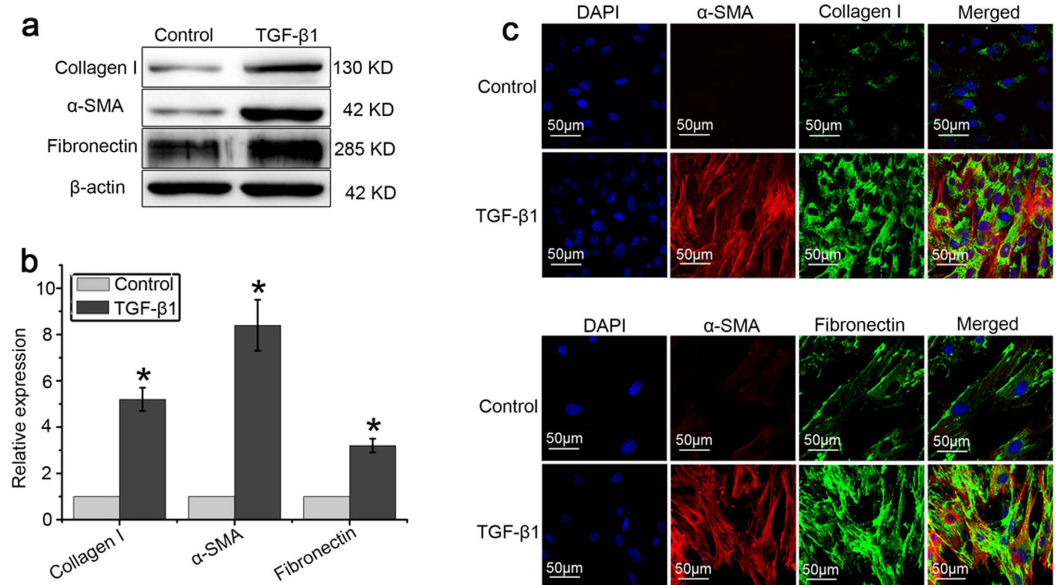 a
Control TGF-β1
Collagen I 130 KD
α-SMA 42 KD
Fibronectin 285 KD
β-actin 42 KD
b
Control
TGF-β1
10
8
6
4
2
0
Relative expression
* * *
Collagen I α-SMA Fibronectin
c
DAPI α-SMA Collagen I Merged
Control
50μm 50μm 50μm 50μm
TGF-β1
50μm 50μm 50μm 50μm
DAPI α-SMA Fibronectin Merged
Control
50μm 50μm 50μm 50μm
TGF-β1
50μm 50μm 50μm 50μm